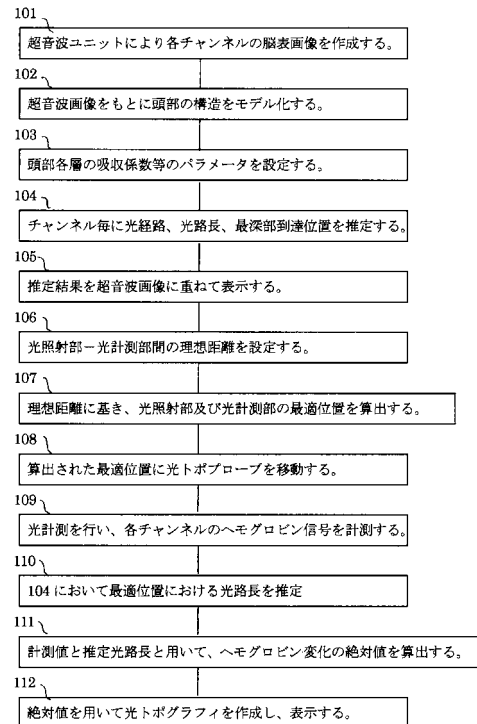 101
超音波ユニットにより各チャンネルの脳表画像を作成する。
102
超音波画像をもとに頭部の構造をモデル化する。
103
頭部各層の吸収係数等のパラメータを設定する。
104
チャンネル毎に光経路、光路長、最深部到達位置を推定する。
105
推定結果を超音波画像に重ねて表示する。
106
光照射部－光計測部間の理想距離を設定する。
107
理想距離に基き、光照射部及び光計測部の最適位置を算出する。
108
算出された最適位置に光トポプローブを移動する。
109
光計測を行い、各チャンネルのヘモグロビン信号を計測する。
110
104において最適位置における光路長を推定
111
計測値と推定光路長と用いて、ヘモグロビン変化の絶対値を算出する。
112
絶対値を用いて光トポグラフィを作成し、表示する。